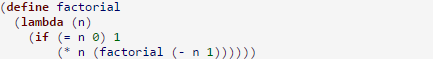 (define factorial
  (lambda (n)
    (if (= n 0) 1
        (* n (factorial (- n 1))))))